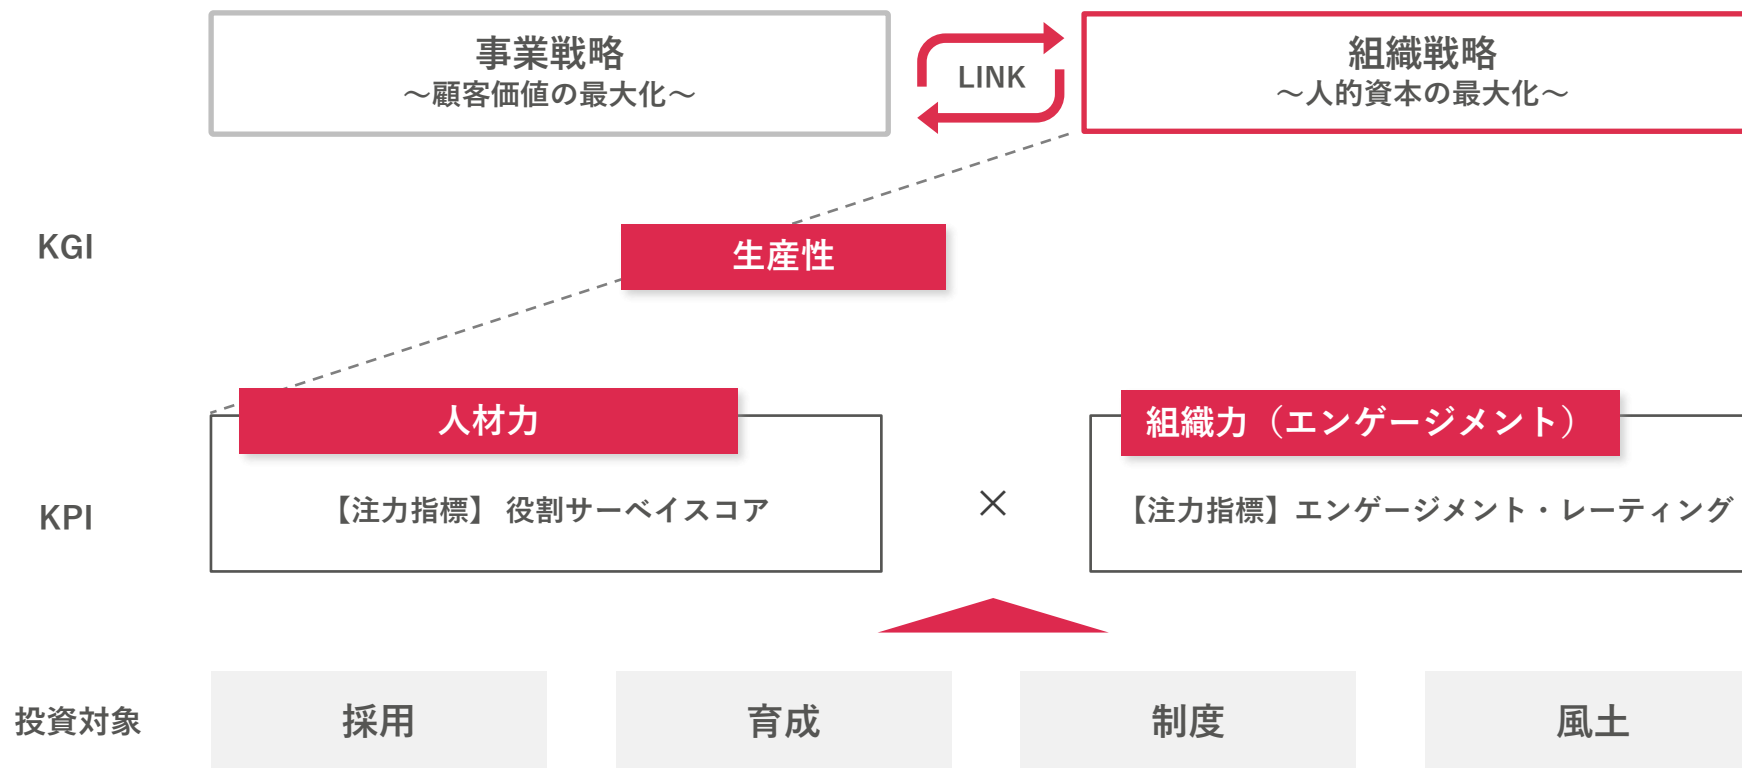 事業戦略
～顧客価値の最大化～
LINK
組織戦略
～人的資本の最大化～
KGI
生産性
人材力
組織力（エンゲージメント）
KPI
【注力指標】 役割サーベイスコア
×
【注力指標】エンゲージメント・レーティング
投資対象
採用
育成
制度
風土